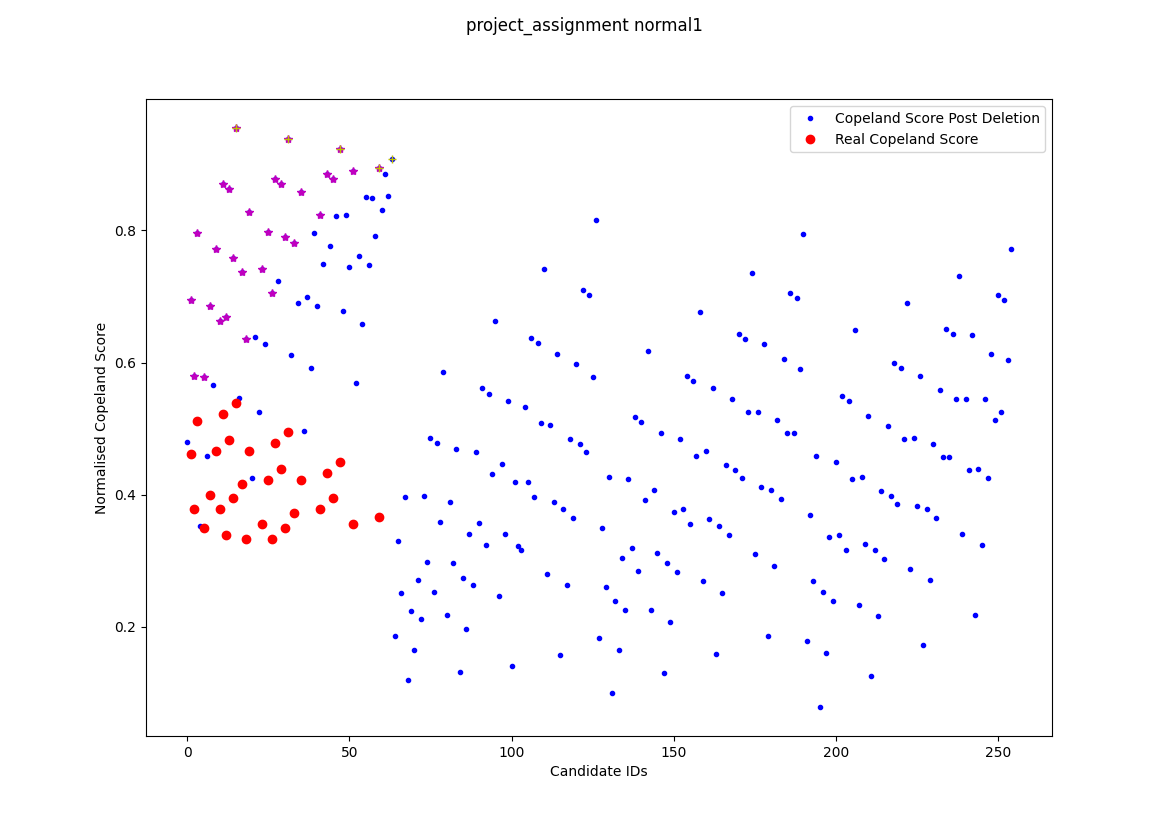 project_assignment normal1
Copeland Score Post Deletion
Real Copeland Score
Normalised Copeland Score
0.8
0.6
0.4
0.2
0 50 100 150 200 250
Candidate IDs